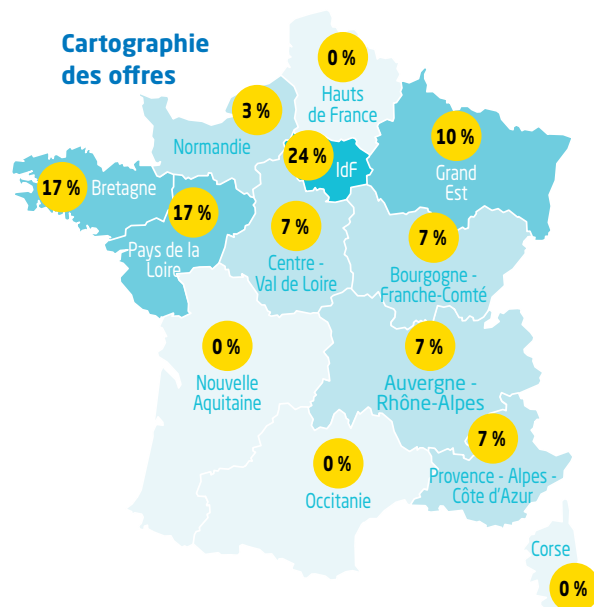 Cartographie
des offres
0 %
Hauts
de France
3 %
Normandie
24 %
IdF
10 %
Grand
Est
17 %
Bretagne
17 %
Pays de la
Loire
7 %
Centre -
Val de Loire
7 %
Bourgogne -
Franche-Comté
0 %
Nouvelle
Aquitaine
7 %
Auvergne -
Rhône-Alpes
7 %
Provence - Alpes -
Côte d'Azur
0 %
Occitanie
Corse
0 %